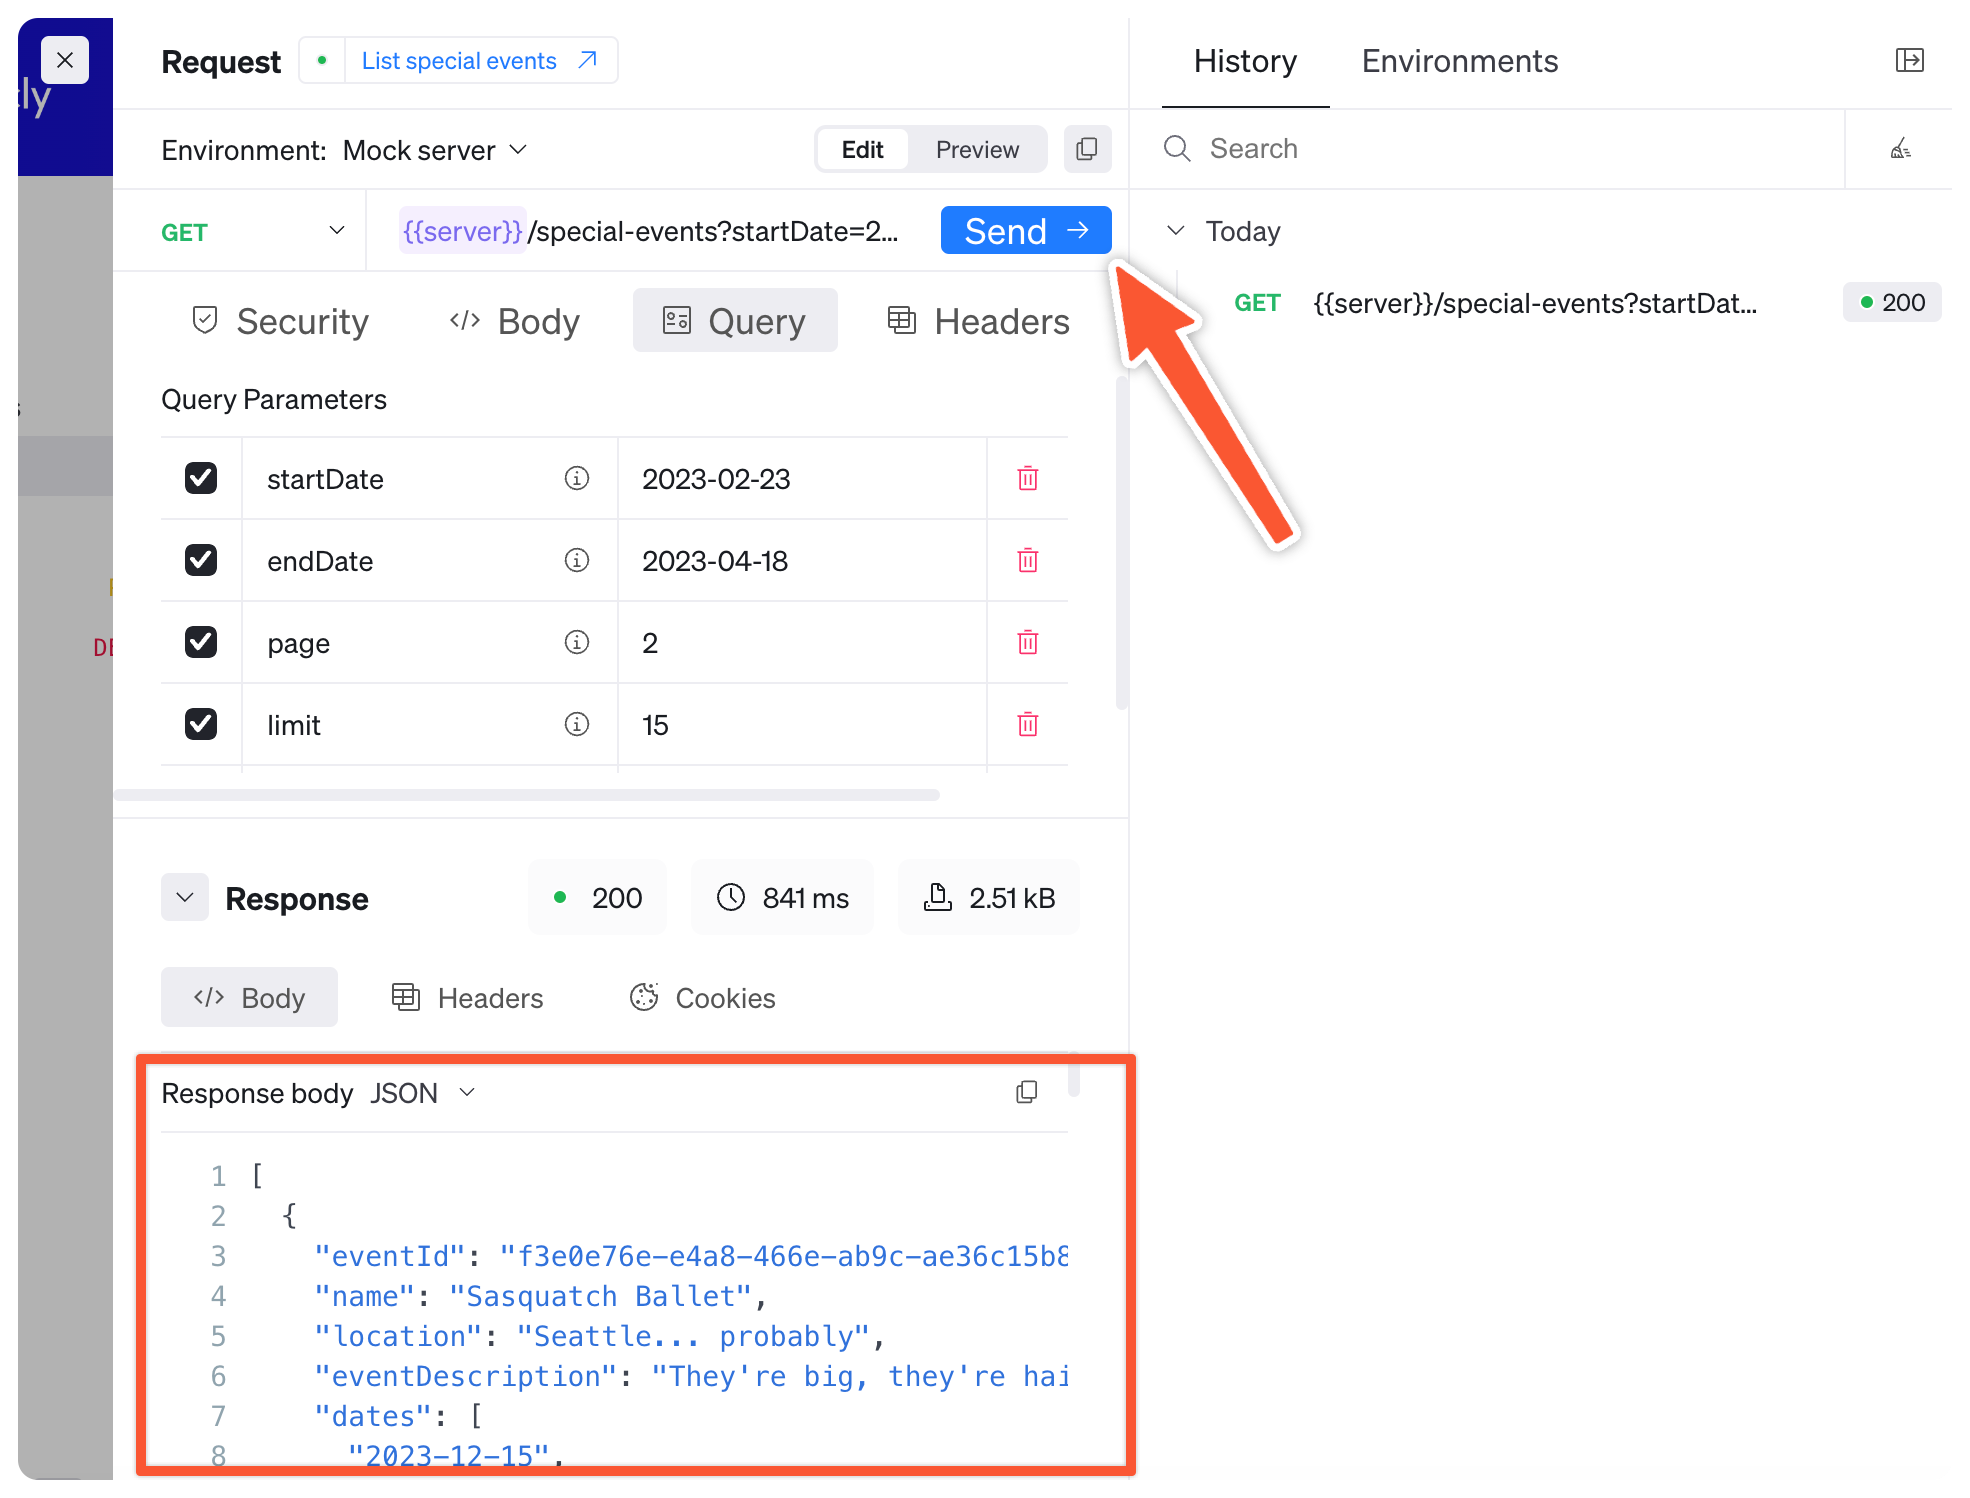 ly
Request
List special events
Environment: Mock server
Edit
Preview
GET
{{server}}/special-events?startDate=2...
Send
Security
Body
Query
Headers
Query Parameters
startDate
2023-02-23
endDate
2023-04-18
page
2
limit
15
DE
Response
200
841 ms
2.51 kB
Body
Headers
Cookies
Response body JSON
1 [
2 {
3 "eventId": "f3e0e76e-e4a8-466e-ab9c-ae36c15b8
4 "name": "Sasquatch Ballet",
5 "location": "Seattle... probably",
6 "eventDescription": "They're big, they're hai
7 "dates": [
8 "2023-12-15",
History
Environments
Search
Today
GET
{{server}}/special-events?startDat...
200